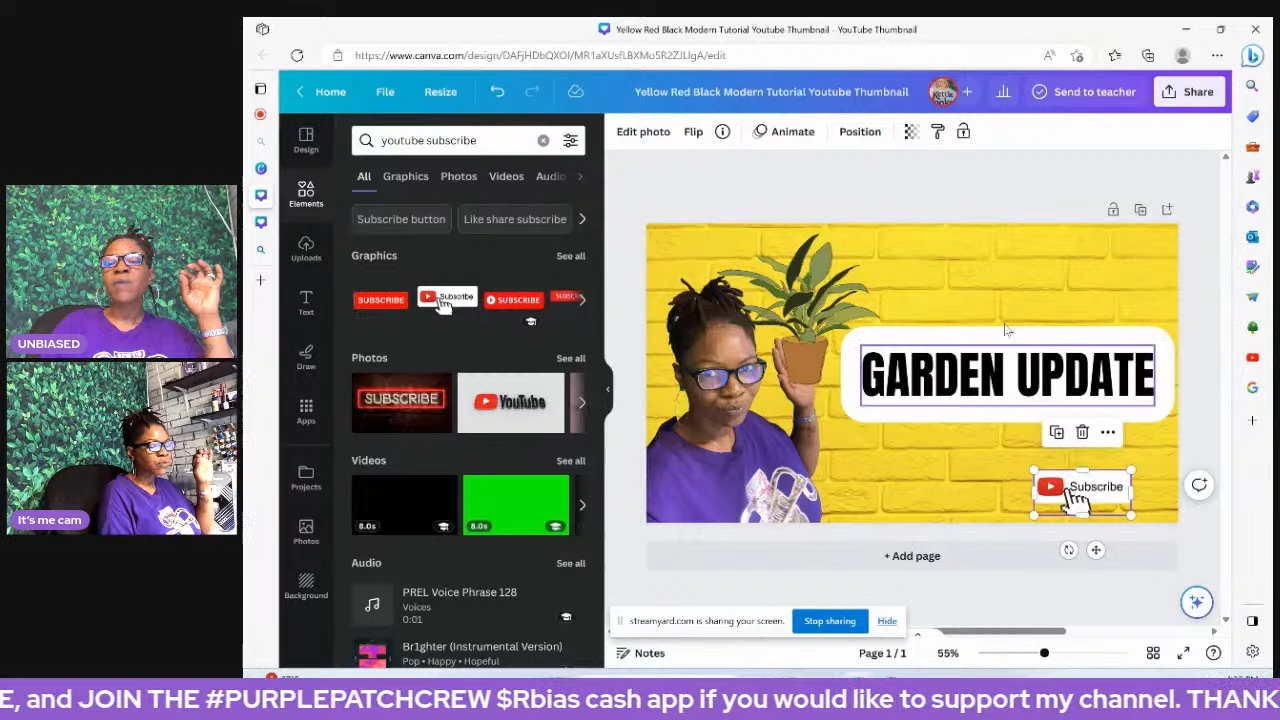 Yellow Red Black Modern Tutorial Youtube Thumbnail - YouTube Thumbnail
https://www.canva.com/design/DAFjHDbQXOI/MR1aXUsfLBXMo5R2ZJLlgA/edit
Home File Resize Yellow Red Black Modern Tutorial Youtube Thumbnail Send to teacher Share
youtube subscribe
Edit photo Flip Animate Position
Design
Elements
Uploads
Text
Draw
Apps
Projects
Photos
Background
All Graphics Photos Videos Audio
Subscribe button Like share subscribe
Graphics See all
SUBSCRIBE Subscribe SUBSCRIBE
Photos See all
SUBSCRIBE YouTube
Videos See all
8.0s 8.0s
Audio See all
PREL Voice Phrase 128
Voices
0:01
Br1ghter (Instrumental Version)
Pop • Happy • Hopeful
GARDEN UPDATE
Subscribe
+ Add page
streamyard.com is sharing your screen. Stop sharing Hide
Notes Page 1 / 1 55%
UNBIASED
It's me cam
E, and JOIN THE #PURPLEPATCHCREW $Rbias cash app if you would like to support my channel. THANK